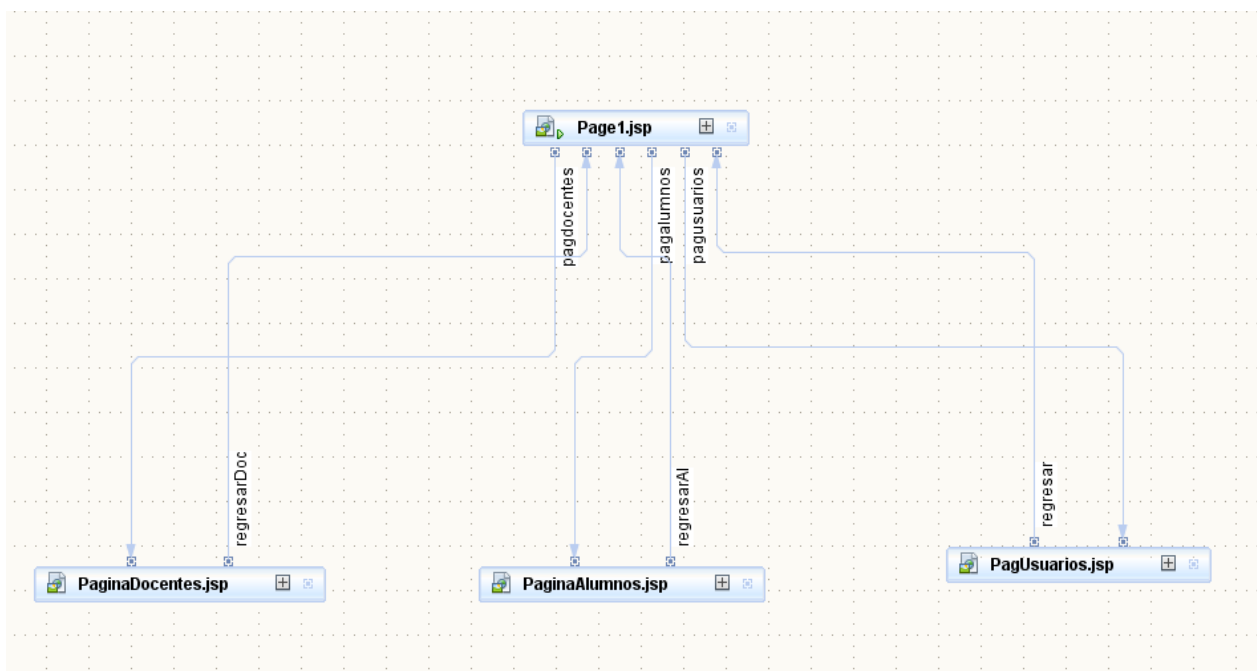 Page1.jsp
pagdocentes
pagalumnos
pagusuarios
regresarDoc
regresarAl
regresar
PaginaDocentes.jsp
PaginaAlumnos.jsp
PagUsuarios.jsp